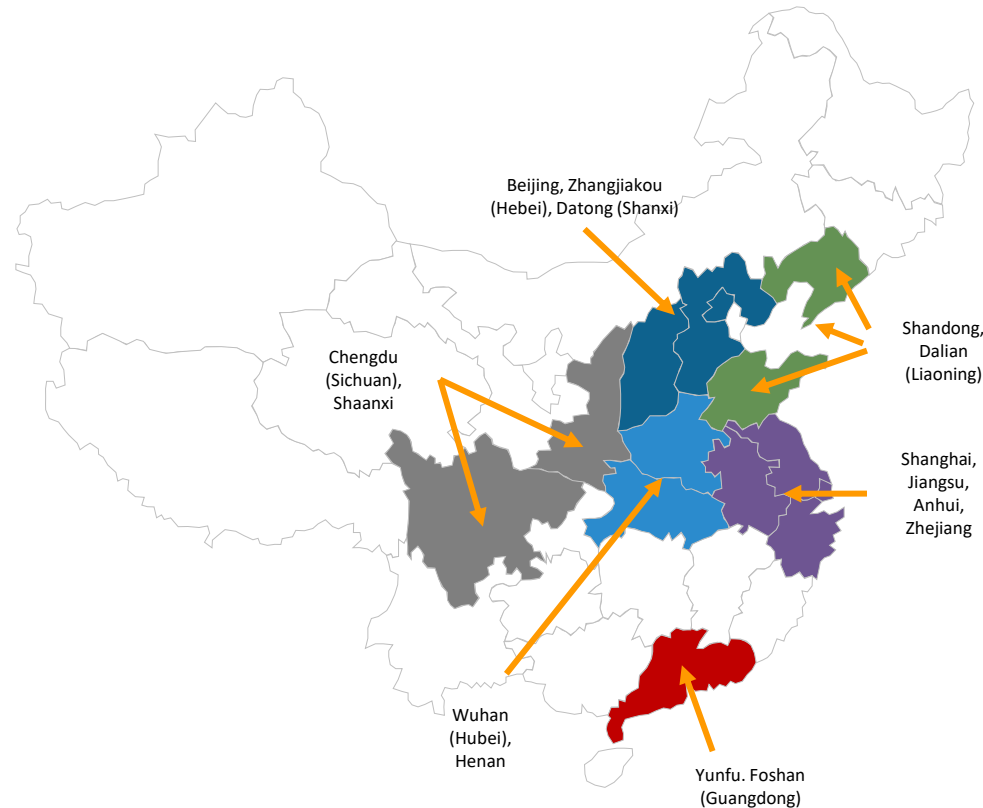 Beijing, Zhangjiakou
(Hebei), Datong (Shanxi)
Shandong,
Dalian
(Liaoning)
Chengdu
(Sichuan),
Shaanxi
Shanghai,
Jiangsu,
Anhui,
Zhejiang
Wuhan
(Hubei),
Henan
Yunfu. Foshan
(Guangdong)